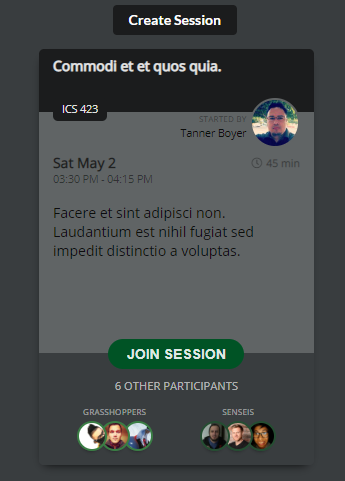 Create Session
Commodi et et quos quia.
ICS 423
STARTED BY
Tanner Boyer
Sat May 2
45 min
03:30 PM - 04:15 PM
Facere et sint adipisci non.
Laudantium est nihil fugiat sed
impedit distinctio a voluptas.
JOIN SESSION
6 OTHER PARTICIPANTS
GRASSHOPPERS
SENSEIS